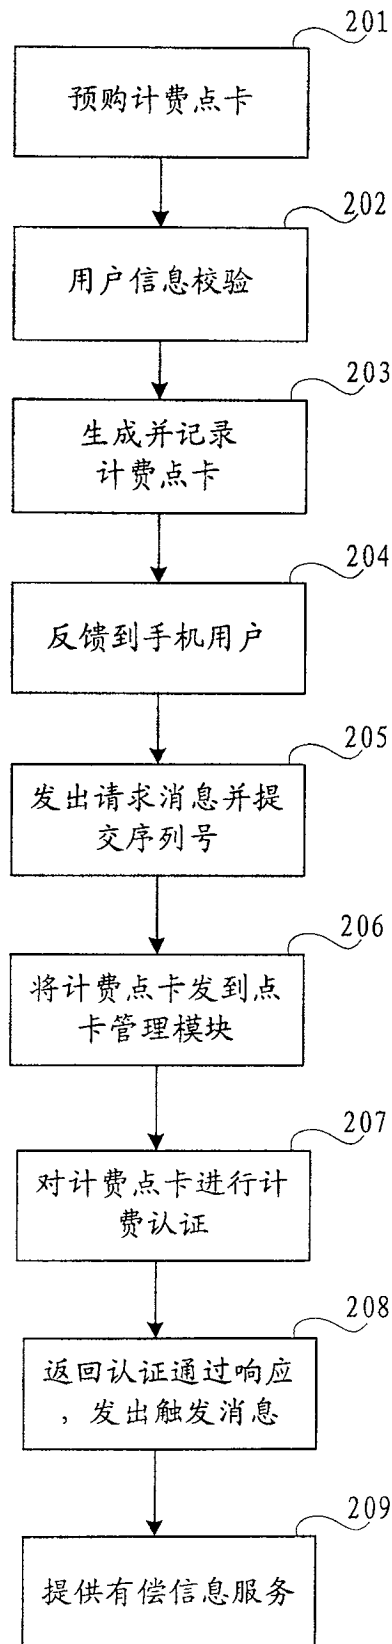 201
预购计费点卡
202
用户信息校验
203
生成并记录
计费点卡
204
反馈到手机用户
205
发出请求消息并提
交序列号
206
将计费点卡发到点
卡管理模块
207
对计费点卡进行计
费认证
208
返回认证通过响应
，发出触发消息
209
提供有偿信息服务